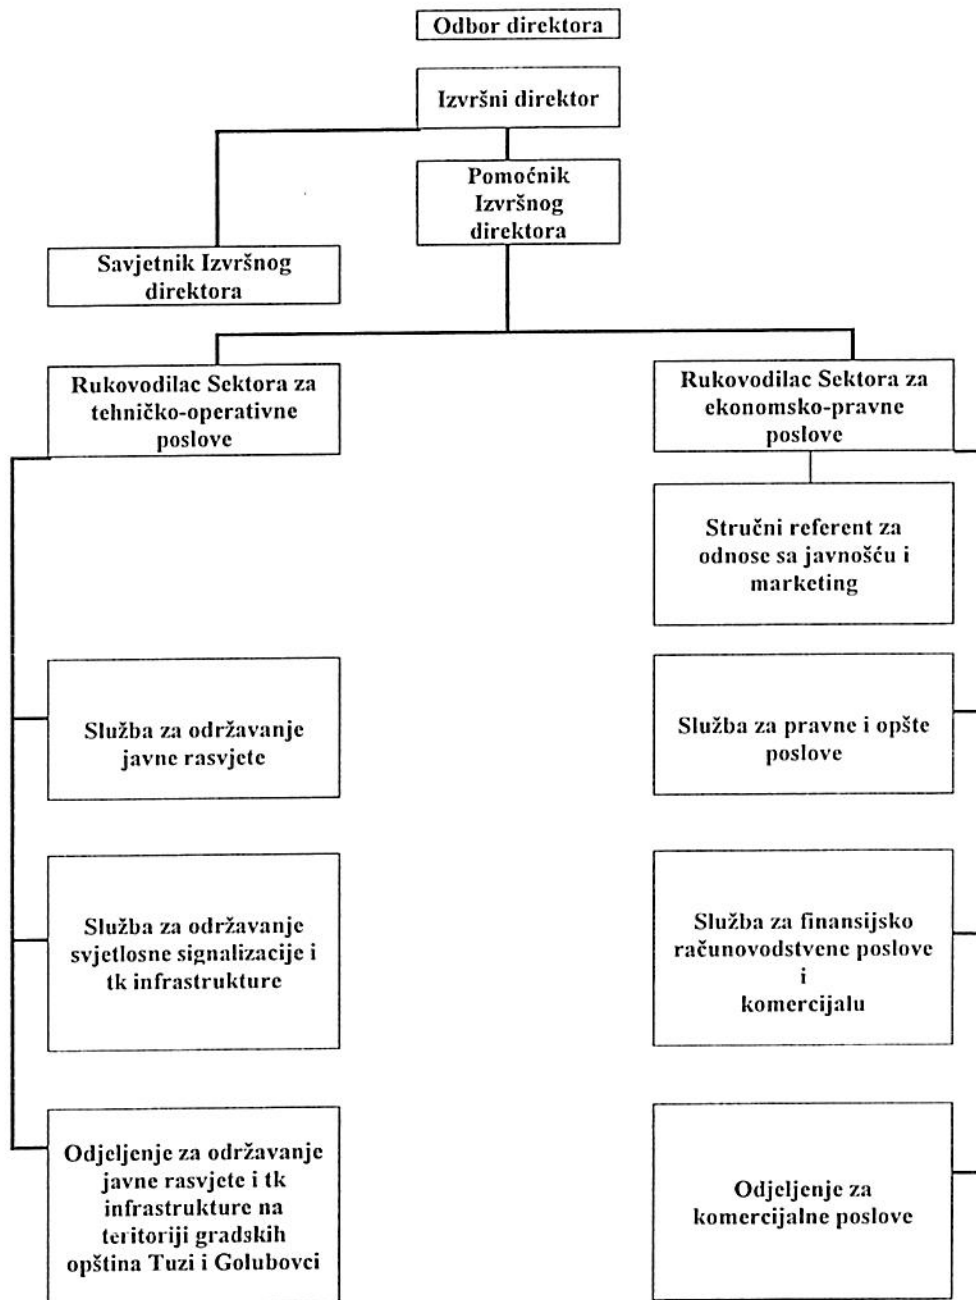 Odbor direktora
Izvršni direktor
Pomoćnik
Izvršnog
direktora
Savjetnik Izvršnog
direktora
Rukovodilac Sektora za
tehničko-operativne
poslove
Rukovodilac Sektora za
ekonomsko-pravne
poslove
Stručni referent za
odnose sa javnošću i
marketing
Služba za održavanje
javne rasvjete
Služba za pravne i opšte
poslove
Služba za održavanje
svjetlosne signalizacije i
tk infrastrukture
Služba za finansijsko
računovodstvene poslove
i
komercijalu
Odjeljenje za održavanje
javne rasvjete i tk
infrastrukture na
teritoriji gradskih
opština Tuzi i Golubovci
Odjeljenje za
komercijalne poslove